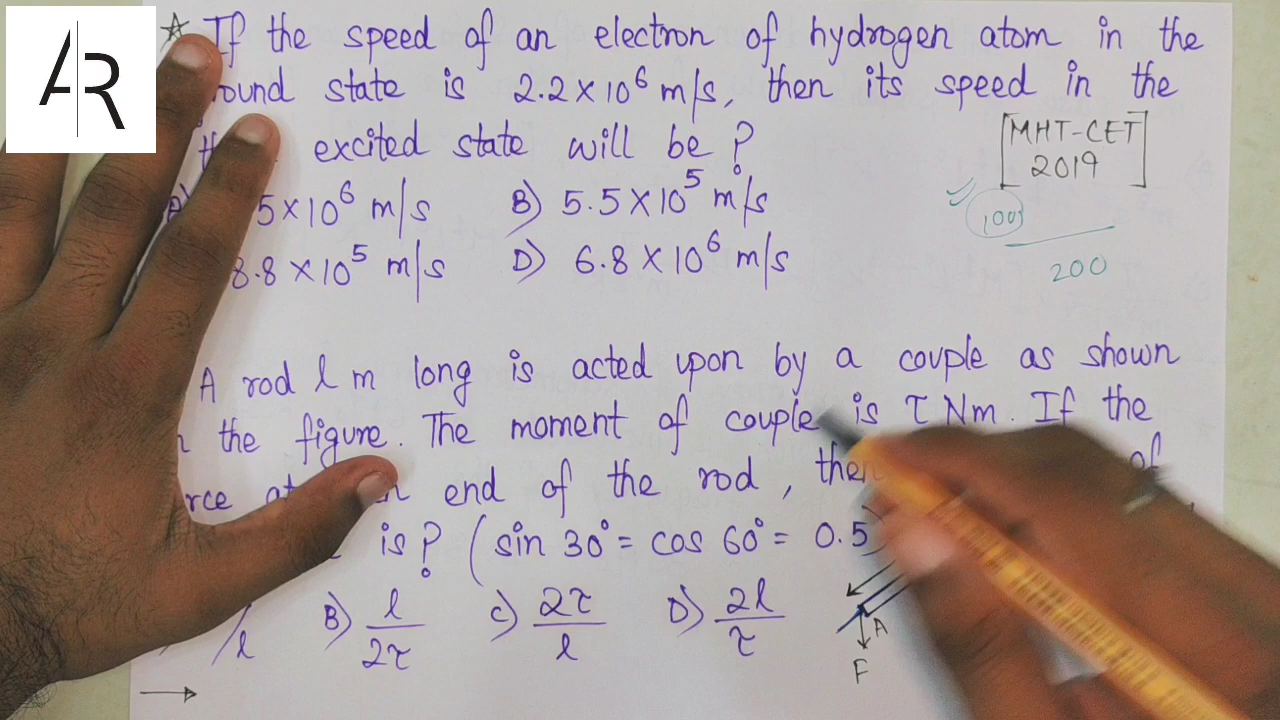 AR
If the speed of an electron of hydrogen atom in the
ound state is 2.2×10⁶ m/s, then its speed in the
excited state will be?
[MHT-CET 2019]
5×10⁶ m/s B) 5.5×10⁵ m/s
100
8.8×10⁵ m/s D) 6.8×10⁶ m/s
200
A rod l m long is acted upon by a couple as shown
the figure. The moment of couple is τ Nm. If the
rce at end of the rod, then of
is? (sin 30° = cos 60° = 0.5)
l B) l/2τ C) 2τ/l D) 2l/τ
A
F